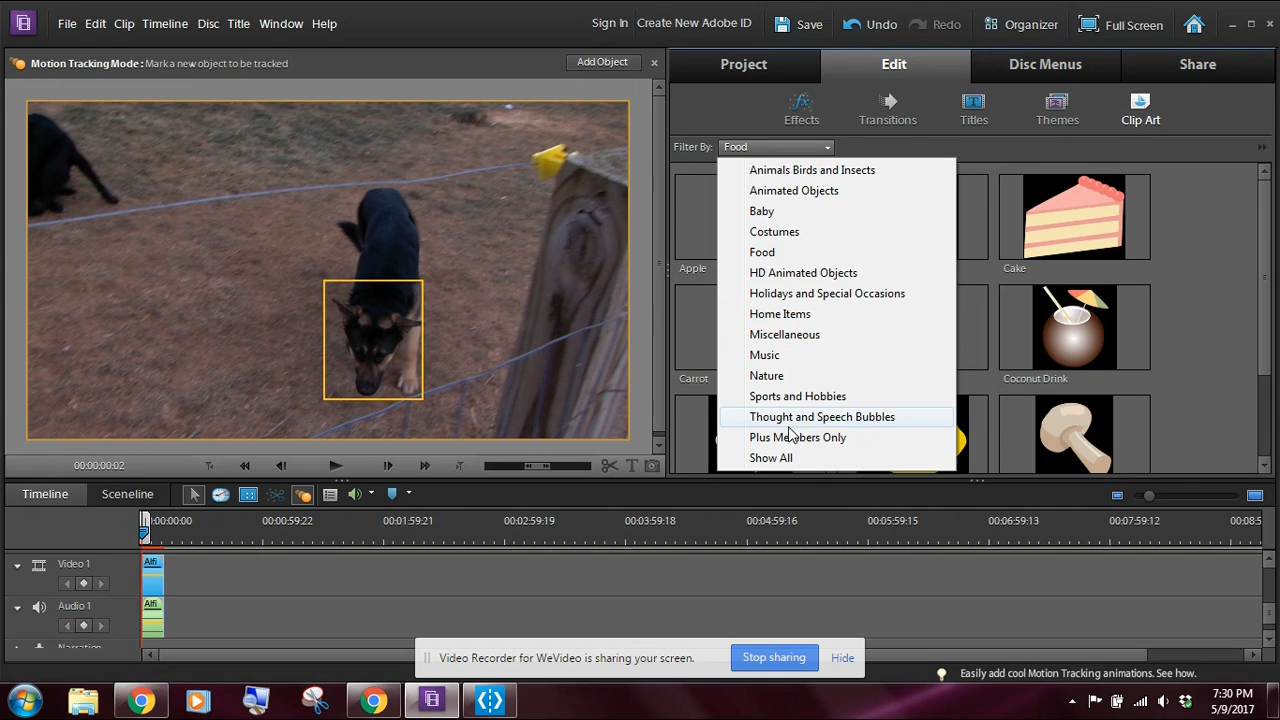 File Edit Clip Timeline Disc Title Window Help
Sign In Create New Adobe ID Save Undo Redo Organizer Full Screen
Motion Tracking Mode : Mark a new object to be tracked Add Object
Project Edit Disc Menus Share
Effects Transitions Titles Themes Clip Art
Filter By: Food
Animals Birds and Insects
Animated Objects
Baby
Costumes
Food
HD Animated Objects
Holidays and Special Occasions
Home Items
Miscellaneous
Music
Nature
Sports and Hobbies
Thought and Speech Bubbles
Plus Members Only
Show All
Apple Cake
Carrot Coconut Drink
00:00:00:02
Timeline Sceneline
00:00:59:22 00:01:59:21 00:02:59:19 00:03:59:18 00:04:59:16 00:05:59:15 00:06:59:13 00:07:59:12
Video 1 Alfi
Audio 1 Alfi
Video Recorder for WeVideo is sharing your screen. Stop sharing Hide
Easily add cool Motion Tracking animations. See how.
7:30 PM
5/9/2017